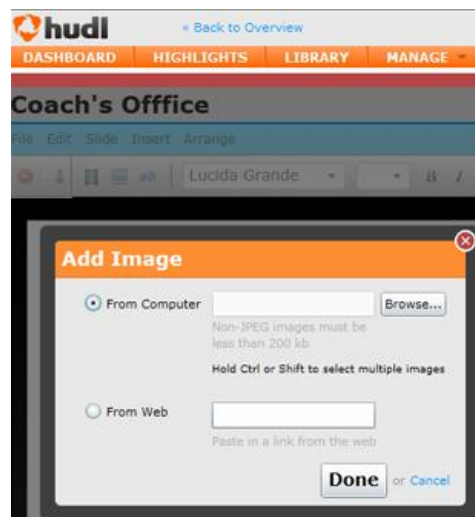 hudl
« Back to Overview
DASHBOARD HIGHLIGHTS LIBRARY MANAGE
Coach's Offfice
File Edit Slide Insert Arrange
ab Lucida Grande B I
Add Image
From Computer Browse...
Non-JPEG images must be
less than 200 kb
Hold Ctrl or Shift to select multiple images
From Web
Paste in a link from the web
Done or Cancel